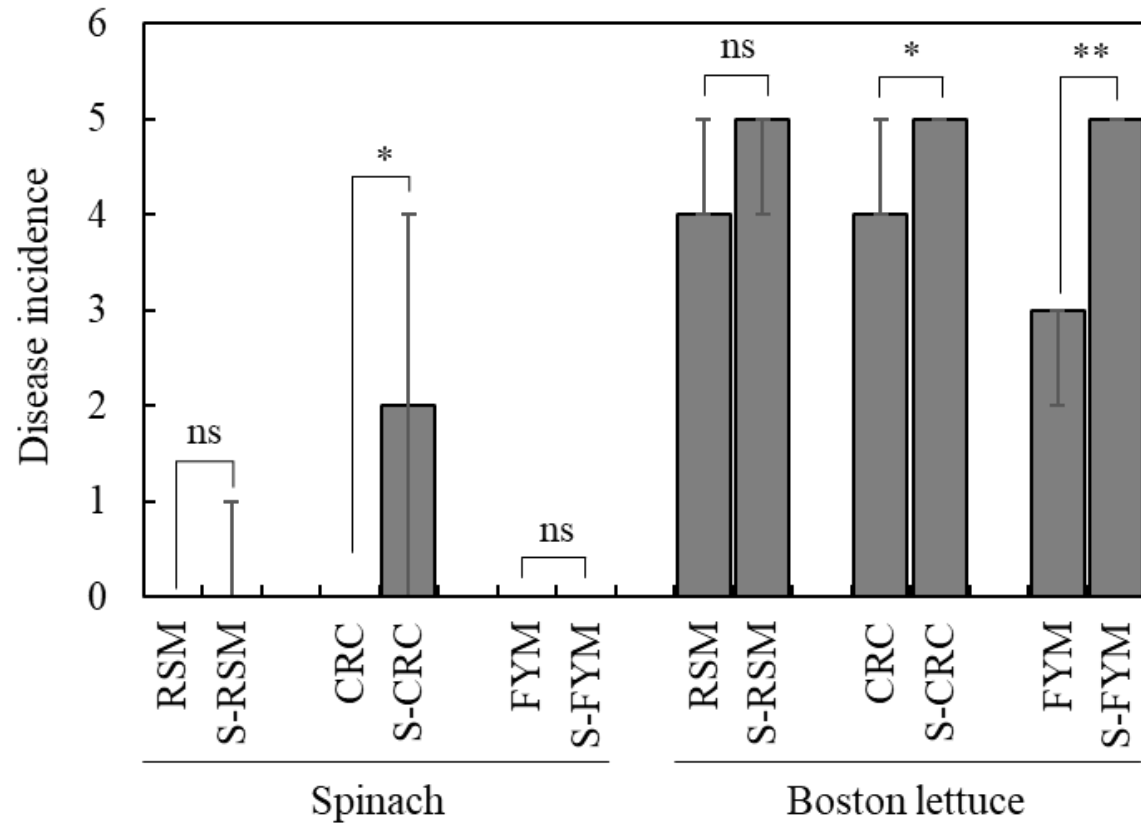 Disease incidence
6
5
4
3
2
1
0
ns
*
ns
ns
*
**
RSM
S-RSM
CRC
S-CRC
FYM
S-FYM
RSM
S-RSM
CRC
S-CRC
FYM
S-FYM
Spinach
Boston lettuce